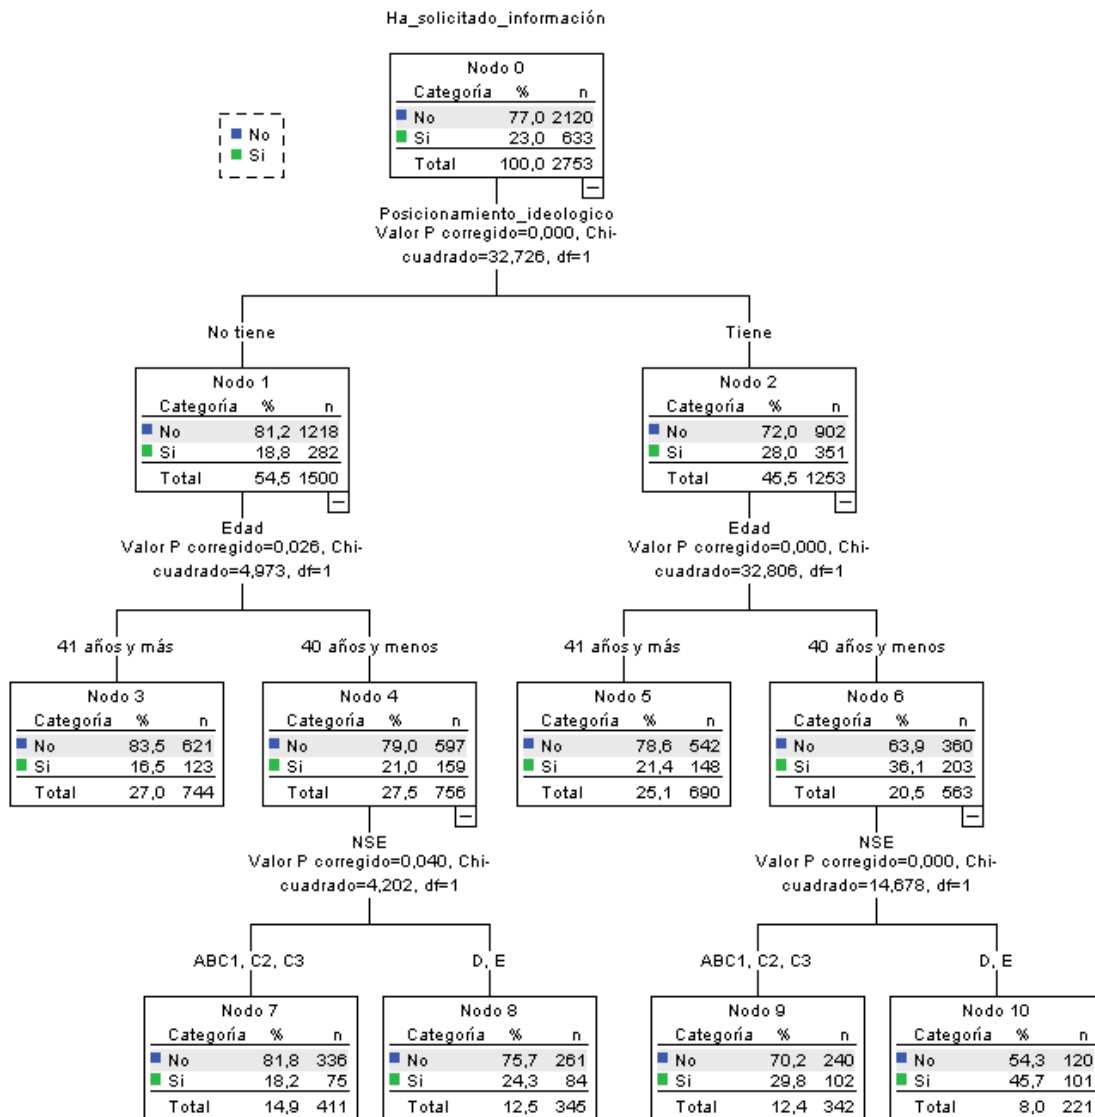 Ha_solicitado_información
Nodo 0
Categoría % n
No 77,0 2120
Si 23,0 633
Total 100,0 2753
No
Si
Posicionamiento_ideologico
Valor P corregido=0,000, Chi-
cuadrado=32,726, df=1
No tiene
Tiene
Nodo 1
Categoría % n
No 81,2 1218
Si 18,8 282
Total 54,5 1500
Nodo 2
Categoría % n
No 72,0 902
Si 28,0 351
Total 45,5 1253
Edad
Valor P corregido=0,026, Chi-
cuadrado=4,973, df=1
Edad
Valor P corregido=0,000, Chi-
cuadrado=32,806, df=1
41 años y más
40 años y menos
41 años y más
40 años y menos
Nodo 3
Categoría % n
No 83,5 621
Si 16,5 123
Total 27,0 744
Nodo 4
Categoría % n
No 79,0 597
Si 21,0 159
Total 27,5 756
Nodo 5
Categoría % n
No 78,6 542
Si 21,4 148
Total 25,1 690
Nodo 6
Categoría % n
No 63,9 360
Si 36,1 203
Total 20,5 563
NSE
Valor P corregido=0,040, Chi-
cuadrado=4,202, df=1
NSE
Valor P corregido=0,000, Chi-
cuadrado=14,678, df=1
ABC1, C2, C3
D, E
ABC1, C2, C3
D, E
Nodo 7
Categoría % n
No 81,8 336
Si 18,2 75
Total 14,9 411
Nodo 8
Categoría % n
No 75,7 261
Si 24,3 84
Total 12,5 345
Nodo 9
Categoría % n
No 70,2 240
Si 29,8 102
Total 12,4 342
Nodo 10
Categoría % n
No 54,3 120
Si 45,7 101
Total 8,0 221